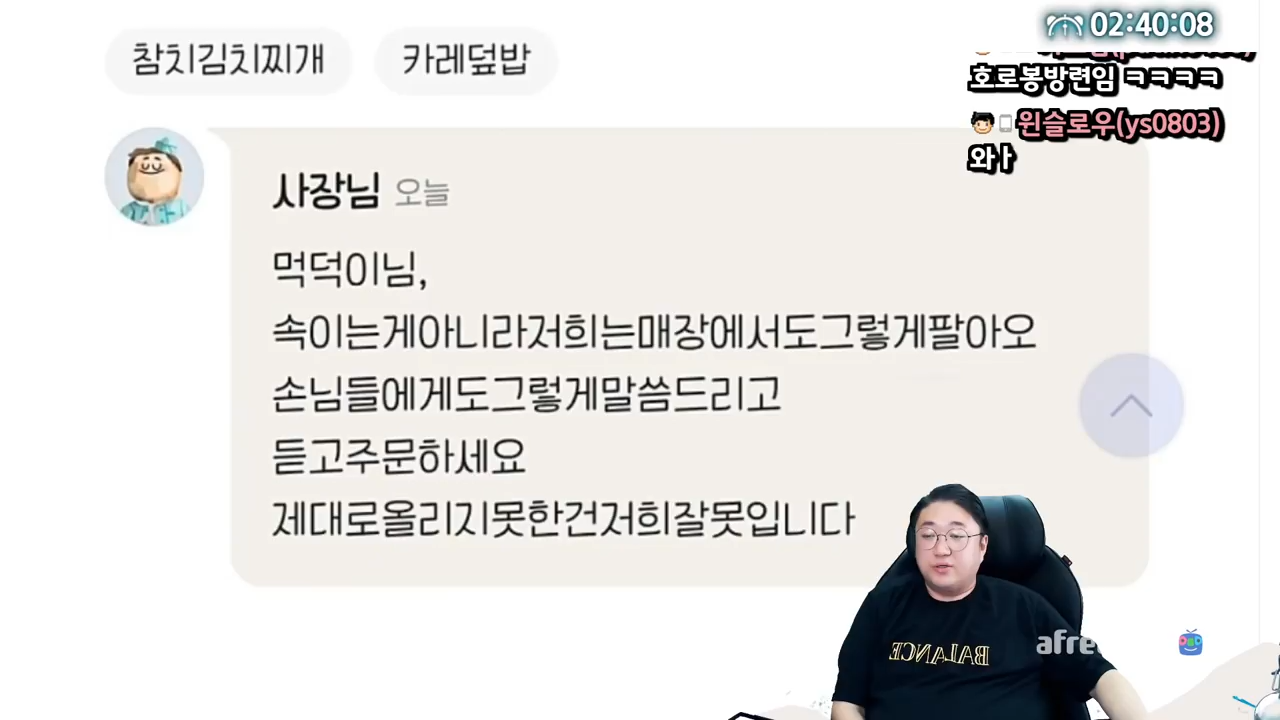 참치김치찌개
카레덮밥
02:40:08
호로봉방련임 ㅋㅋㅋㅋ
윈슬로우(ys0803)
와ㅏ
사장님 오늘
먹덕이님,
속이는게아니라저희는매장에서도그렇게팔아오
손님들에게도그렇게말씀드리고
듣고주문하세요
제대로올리지못한건저희잘못입니다
BALANCE
afre